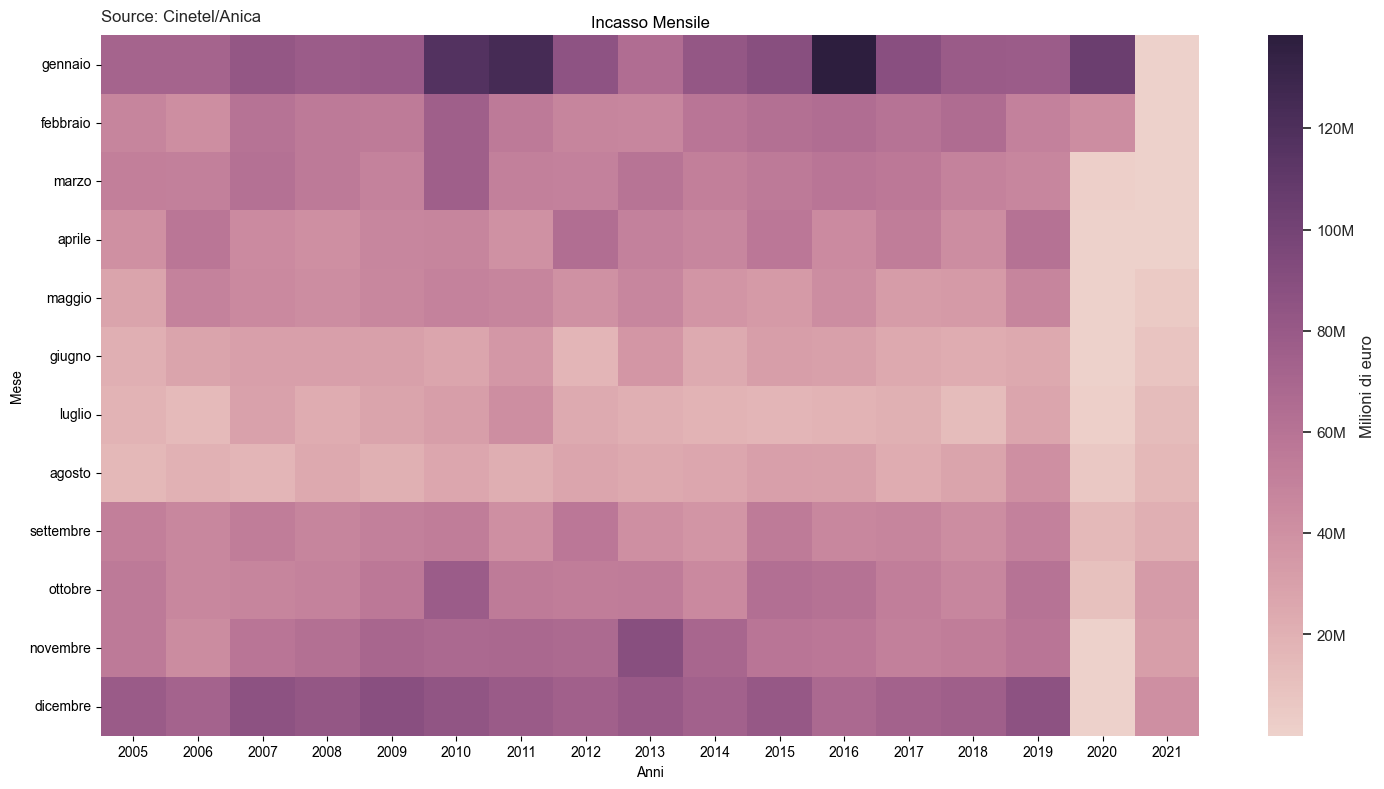 Source: Cinetel/Anica
Incasso Mensile
gennaio
febbraio
marzo
aprile
maggio
giugno
luglio
agosto
settembre
ottobre
novembre
dicembre
Mese
2005 2006 2007 2008 2009 2010 2011 2012 2013 2014 2015 2016 2017 2018 2019 2020 2021
Anni
120M
100M
80M
60M
40M
20M
Milioni di euro